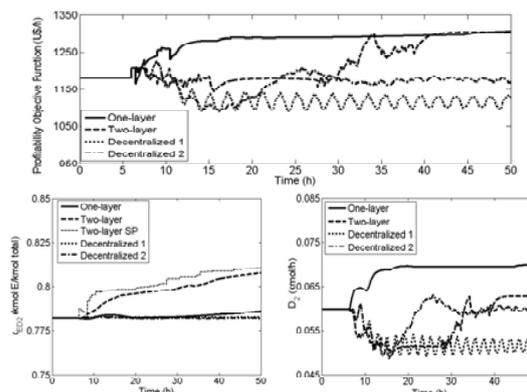 Profiability Objective Function (US$/h)
1350
1250
1150
1050
950
660
One-layer
Two-layer
Decentralized 1
Decentralized 2
0 5 10 15 20 25 30 35 40 45 50
Time (h)
0.85
0.81
0.8
0.775
0.75
One-layer
Two-layer
Two-layer SP
Decentralized 1
Decentralized 2
0 10 20 30 40 50
Time (h)
0.085
0.075
0.065
0.055
0.045
One-layer
Two-layer
Decentralized 1
Decentralized 2
0 10 20 30 40
Time (h)